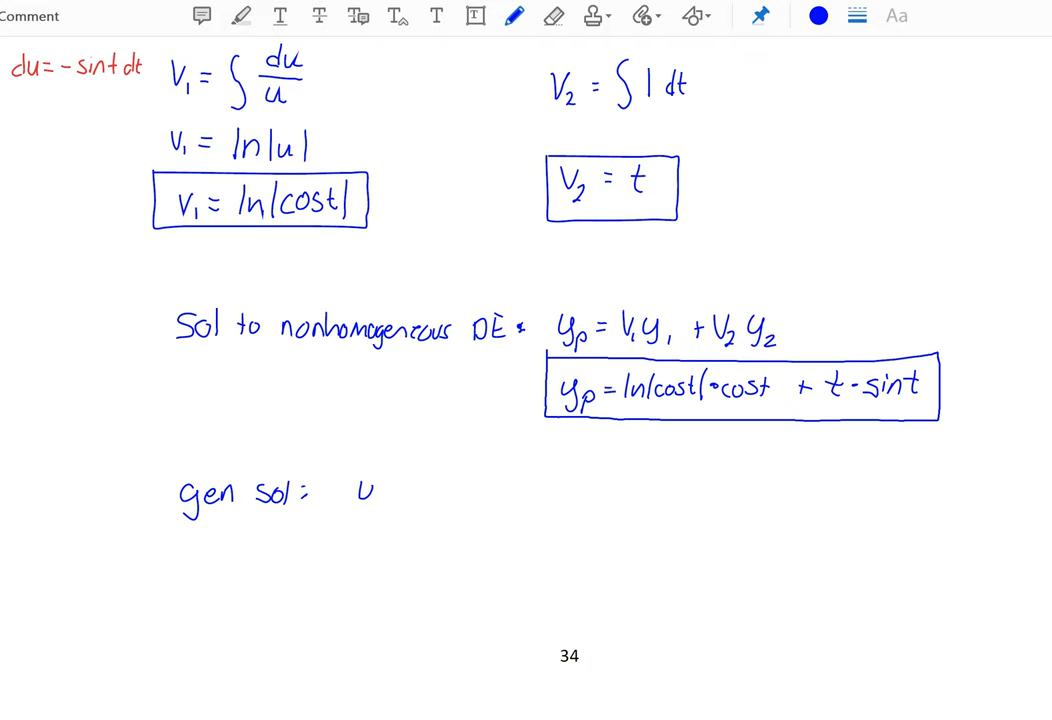 Comment
T T T T T T Aa
du = - sint dt
V₁ = ∫ du/u
V₁ = ln|u|
V₁ = ln|cost|
V₂ = ∫ 1 dt
V₂ = t
Sol to nonhomogeneous DE: yp = V₁y₁ + V₂y₂
yp = ln|cost|·cost + t·sint
gen sol:
34